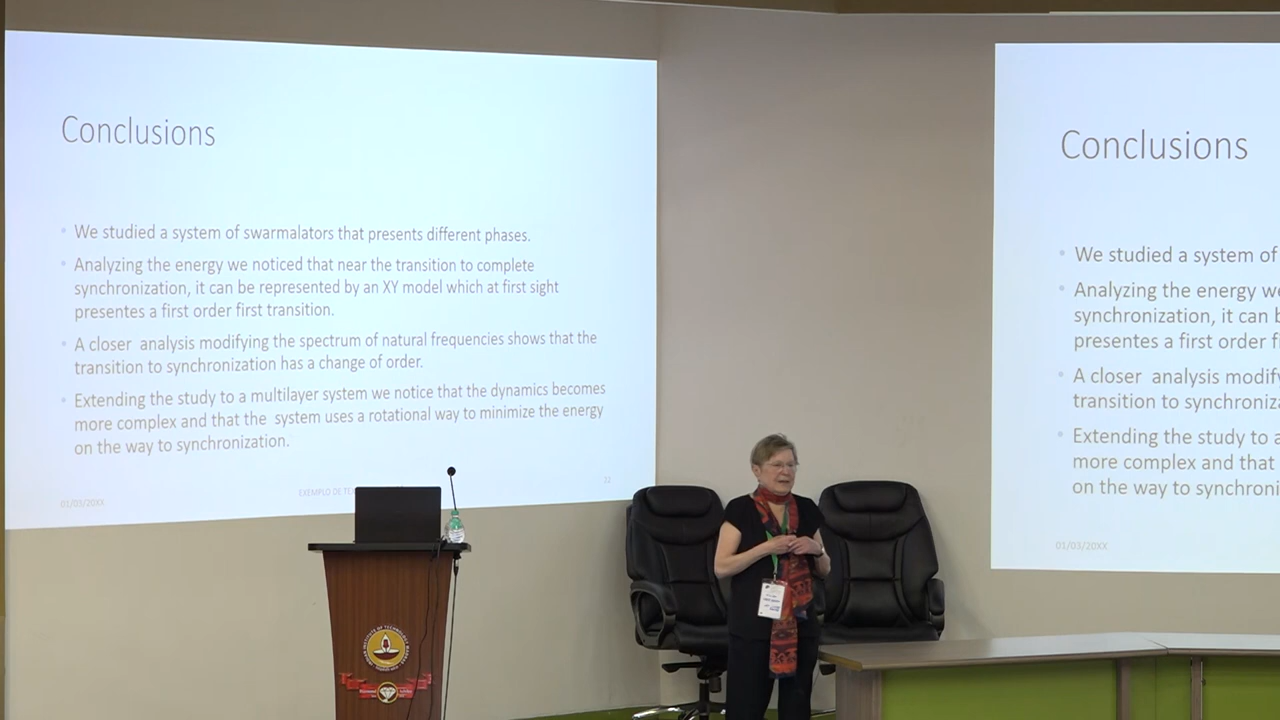 Conclusions
• We studied a system of swarmalators that presents different phases.
• Analyzing the energy we noticed that near the transition to complete
synchronization, it can be represented by an XY model which at first sight
presentes a first order first transition.
• A closer analysis modifying the spectrum of natural frequencies shows that the
transition to synchronization has a change of order.
• Extending the study to a multilayer system we notice that the dynamics becomes
more complex and that the system uses a rotational way to minimize the energy
on the way to synchronization.
01/03/20XX
EXEMPLO DE
22
Conclusions
• We studied a system of
• Analyzing the energy we
synchronization, it can b
presentes a first order fi
• A closer analysis modify
transition to synchroniza
• Extending the study to a
more complex and that
on the way to synchroni
01/03/20XX